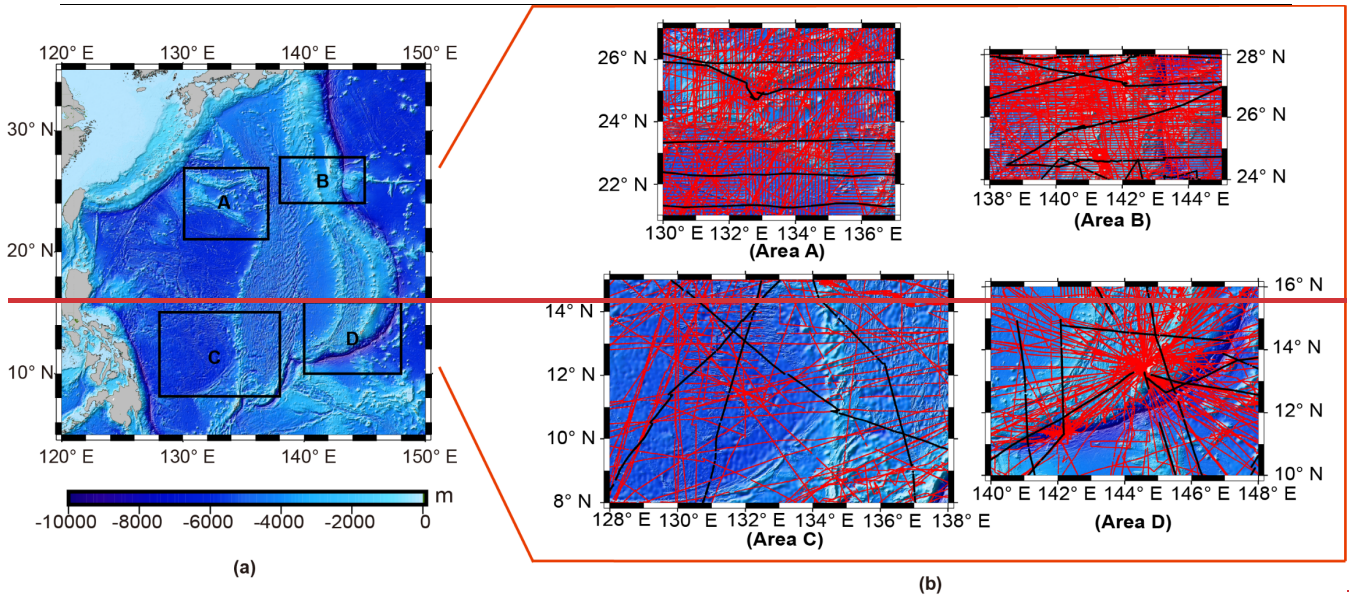 120° E 130° E 140° E 150° E
30° N
20° N
10° N
A
B
C
D
120° E 130° E 140° E 150° E
m
-10000 -8000 -6000 -4000 -2000 0
(a)
26° N
24° N
22° N
130° E 132° E 134° E 136° E
(Area A)
28° N
26° N
24° N
138° E 140° E 142° E 144° E
(Area B)
14° N
12° N
10° N
8° N
128° E 130° E 132° E 134° E 136° E 138° E
(Area C)
16° N
14° N
12° N
10° N
140° E 142° E 144° E 146° E 148° E
(Area D)
(b)